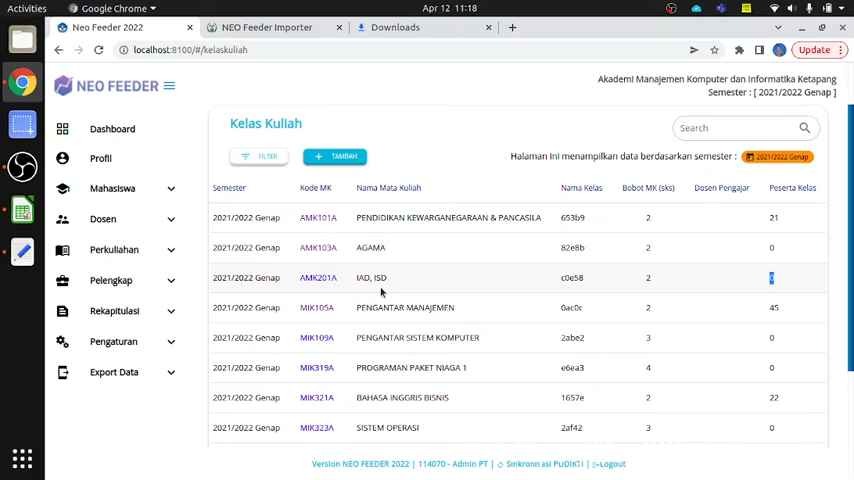 Activities Google Chrome Apr 12 11:18
Neo Feeder 2022 NEO Feeder Importer Downloads
localhost:8100/#/kelaskuliah Update
NEO FEEDER
Akademi Manajemen Komputer dan Informatika Ketapang
Semester : [ 2021/2022 Genap ]
Dashboard
Profil
Mahasiswa
Dosen
Perkuliahan
Pelengkap
Rekapitulasi
Pengaturan
Export Data
Kelas Kuliah
Search
FILTER + TAMBAH
Halaman ini menampilkan data berdasarkan semester : 2021/2022 Genap
Semester Kode MK Nama Mata Kuliah Nama Kelas Bobot MK (sks) Dosen Pengajar Peserta Kelas
2021/2022 Genap AMK101A PENDIDIKAN KEWARGANEGARAAN & PANCASILA 653b9 2 21
2021/2022 Genap AMK103A AGAMA 82e8b 2 0
2021/2022 Genap AMK201A IAD, ISD c0e58 2 0
2021/2022 Genap MIK105A PENGANTAR MANAJEMEN 0ac0c 2 45
2021/2022 Genap MIK109A PENGANTAR SISTEM KOMPUTER 2abe2 3 0
2021/2022 Genap MIK319A PROGRAMAN PAKET NIAGA 1 e6ea3 4 0
2021/2022 Genap MIK321A BAHASA INGGRIS BISNIS 1657e 2 22
2021/2022 Genap MIK323A SISTEM OPERASI 2af42 3 0
Version NEO FEEDER 2022 | 114070 - Admin PT | Sinkronisasi PDDIKTI | Logout